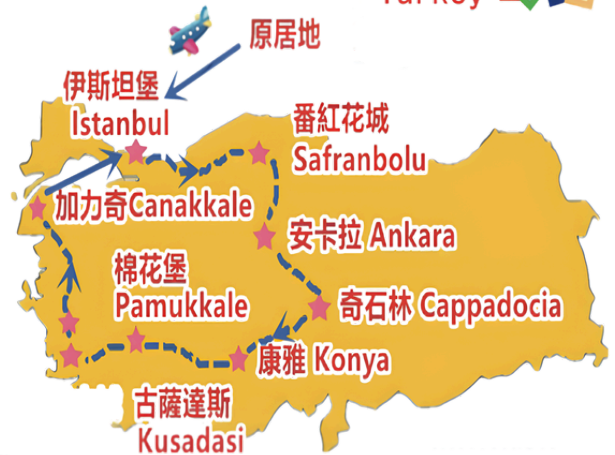 Turkey
原居地
伊斯坦堡
Istanbul
番紅花城
Safranbolu
加力奇Canakkale
安卡拉 Ankara
棉花堡
Pamukkale
奇石林 Cappadocia
康雅 Konya
古薩達斯
Kusadasi